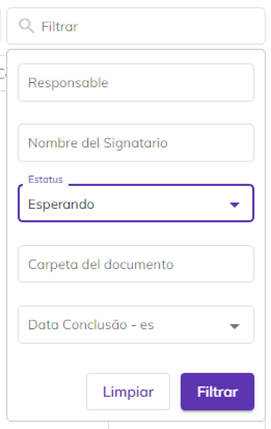 Filtrar
Responsable
Nombre del Signatario
Estatus
Esperando
Carpeta del documento
Data Conclusão - es
Limpiar
Filtrar